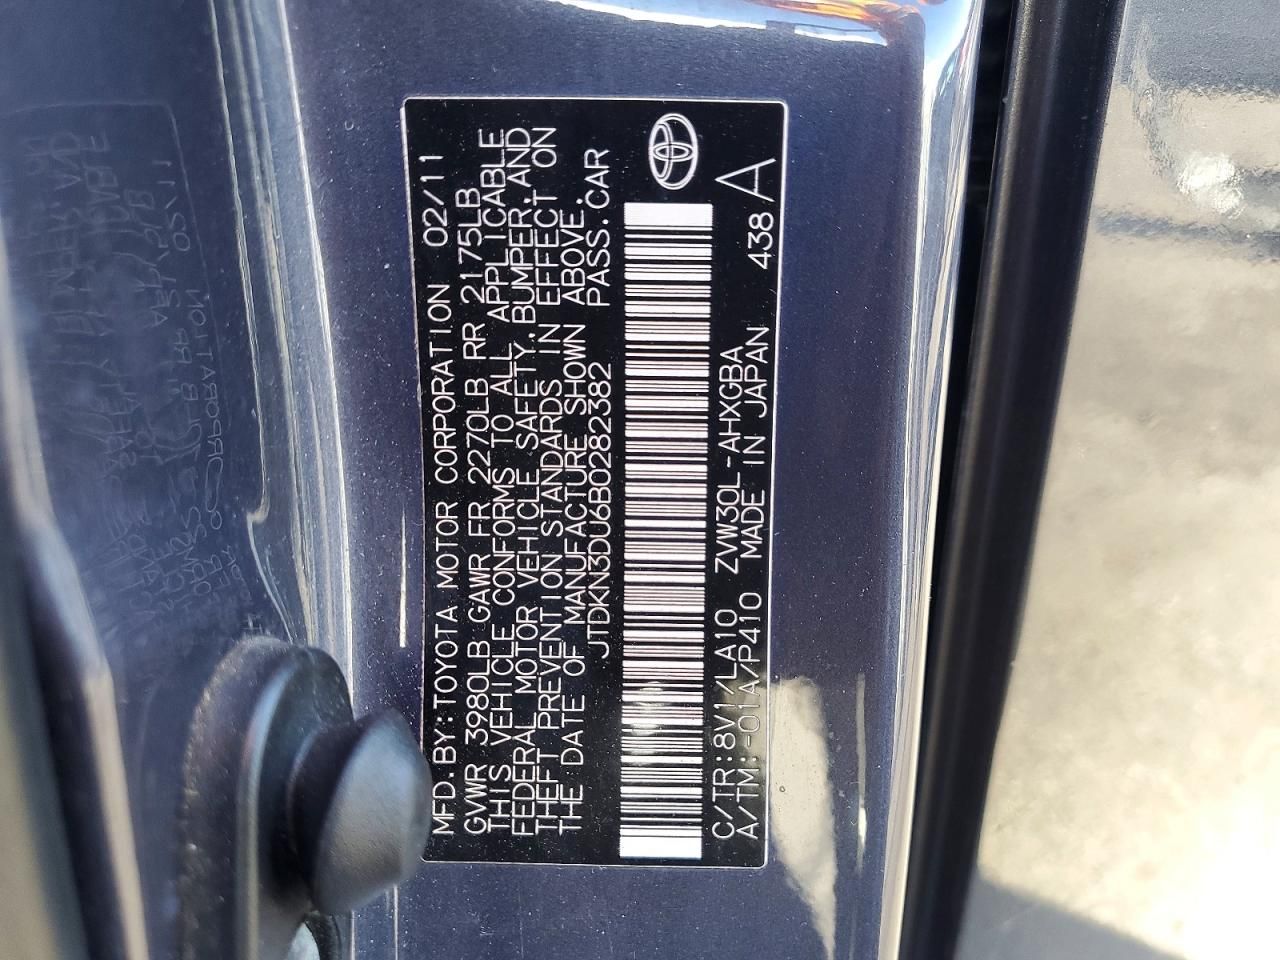 MFD.BY:TOYOTA MOTOR CORPORATION 02/11
GVWR 3980LB GAWR FR 2270LB RR 2175LB
THIS VEHICLE CONFORMS TO ALL APPLICABLE
FEDERAL MOTOR VEHICLE SAFETY,BUMPER,AND
THEFT PREVENTION STANDARDS IN EFFECT ON
THE DATE OF MANUFACTURE SHOWN ABOVE.
JTDKN3DU6B0282382 PASS.CAR
C/TR:8V1/LA10 ZVW30L-AHXGBA 438
A/TM:-01A/P410 MADE IN JAPAN A